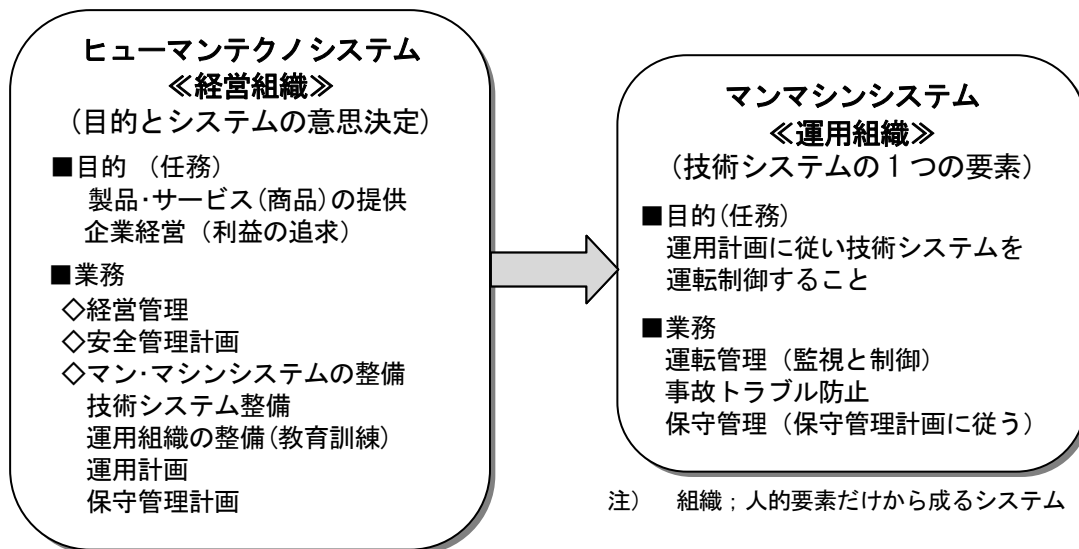 ヒューマンテクノシステム
≪経営組織≫
（目的とシステムの意思決定）
■目的 （任務）
製品･サービス(商品)の提供
企業経営（利益の追求）
■業務
◇経営管理
◇安全管理計画
◇マン･マシンシステムの整備
技術システム整備
運用組織の整備(教育訓練)
運用計画
保守管理計画
マンマシンシステム
≪運用組織≫
（技術システムの１つの要素）
■目的(任務)
運用計画に従い技術システムを
運転制御すること
■業務
運転管理（監視と制御）
事故トラブル防止
保守管理（保守管理計画に従う）
注） 組織；人的要素だけから成るシステム